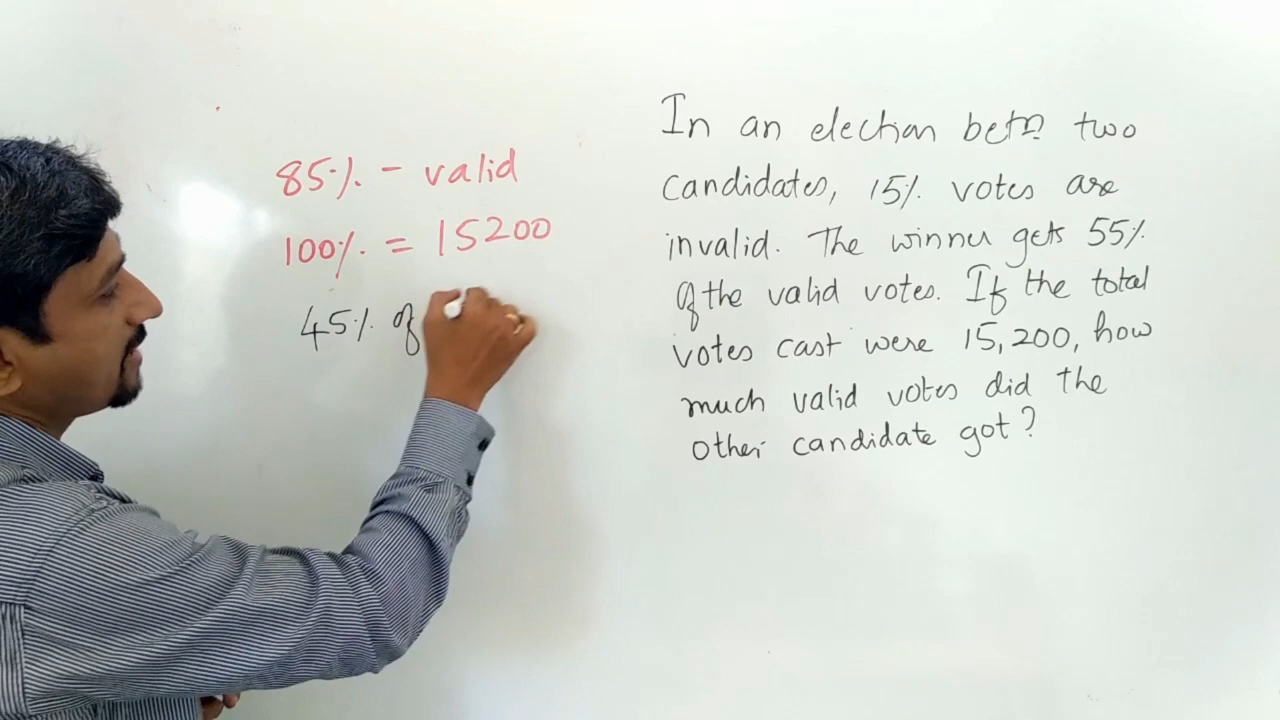 85% - valid
100% = 15200
45% of
In an election betn two
candidates, 15% votes are
invalid. The winner gets 55%
of the valid votes. If the total
votes cast were 15,200, how
much valid votes did the
other candidate got?